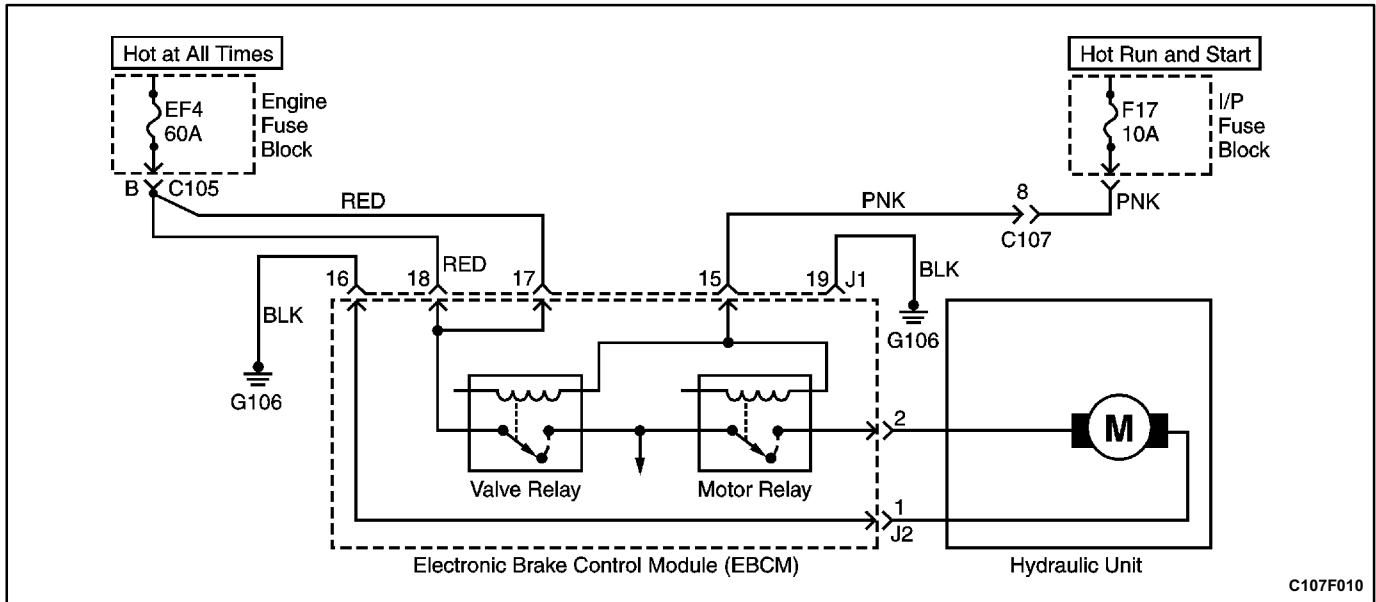 Hot at All Times
Hot Run and Start
EF4
60A
Engine
Fuse
Block
F17
10A
I/P
Fuse
Block
B
C105
RED
PNK
8
C107
PNK
16
18
RED
17
15
19
J1
BLK
BLK
G106
G106
2
M
Valve Relay
Motor Relay
1
J2
Electronic Brake Control Module (EBCM)
Hydraulic Unit
C107F010